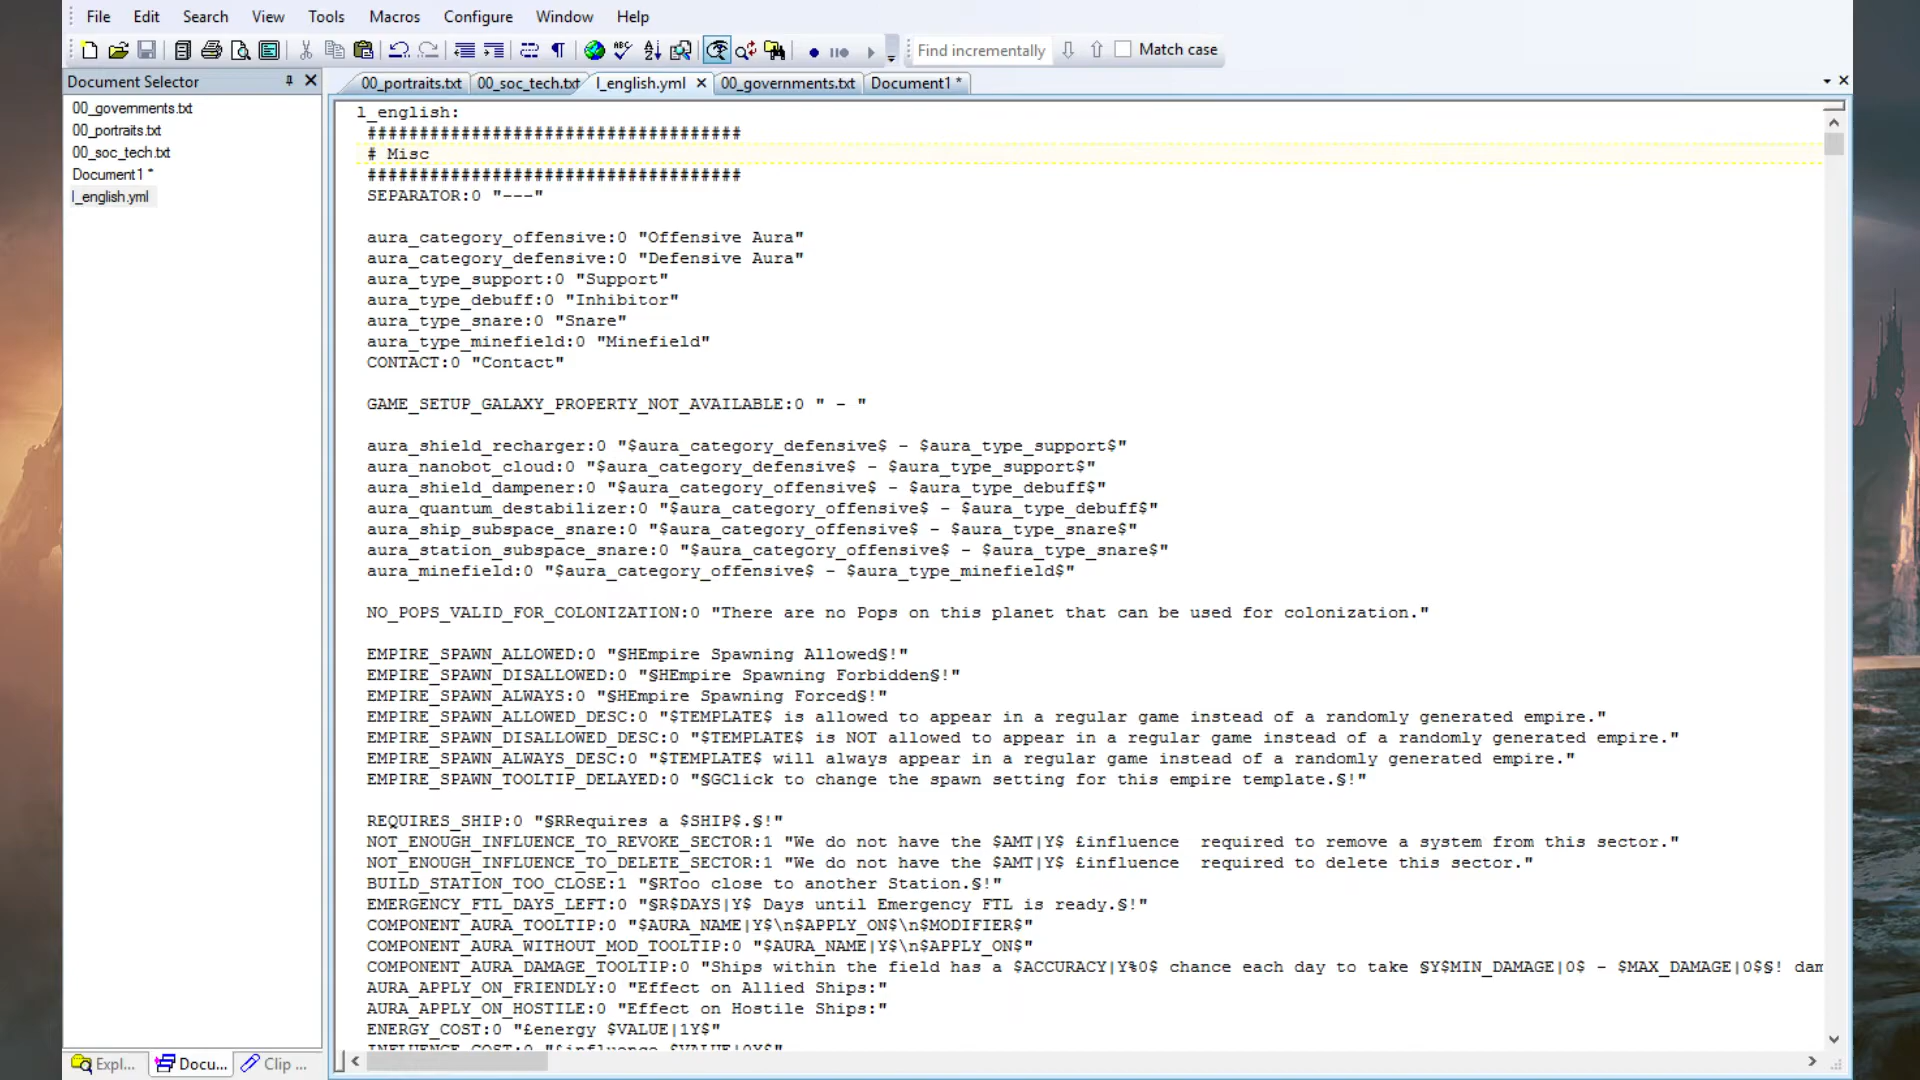 File Edit Search View Tools Macros Configure Window Help
Find incrementally Match case
Document Selector
00_governments.txt
00_portraits.txt
00_soc_tech.txt
Document1 *
l_english.yml
00_portraits.txt 00_soc_tech.txt l_english.yml 00_governments.txt Document1 *
l_english:
####################################
# Misc
####################################
SEPARATOR:0 "---"
aura_category_offensive:0 "Offensive Aura"
aura_category_defensive:0 "Defensive Aura"
aura_type_support:0 "Support"
aura_type_debuff:0 "Inhibitor"
aura_type_snare:0 "Snare"
aura_type_minefield:0 "Minefield"
CONTACT:0 "Contact"
GAME_SETUP_GALAXY_PROPERTY_NOT_AVAILABLE:0 " - "
aura_shield_recharger:0 "$aura_category_defensive$ - $aura_type_support$"
aura_nanobot_cloud:0 "$aura_category_defensive$ - $aura_type_support$"
aura_shield_dampener:0 "$aura_category_offensive$ - $aura_type_debuff$"
aura_quantum_destabilizer:0 "$aura_category_offensive$ - $aura_type_debuff$"
aura_ship_subspace_snare:0 "$aura_category_offensive$ - $aura_type_snare$"
aura_station_subspace_snare:0 "$aura_category_offensive$ - $aura_type_snare$"
aura_minefield:0 "$aura_category_offensive$ - $aura_type_minefield$"
NO_POPS_VALID_FOR_COLONIZATION:0 "There are no Pops on this planet that can be used for colonization."
EMPIRE_SPAWN_ALLOWED:0 "§HEmpire Spawning Allowed§!"
EMPIRE_SPAWN_DISALLOWED:0 "§HEmpire Spawning Forbidden§!"
EMPIRE_SPAWN_ALWAYS:0 "§HEmpire Spawning Forced§!"
EMPIRE_SPAWN_ALLOWED_DESC:0 "$TEMPLATE$ is allowed to appear in a regular game instead of a randomly generated empire."
EMPIRE_SPAWN_DISALLOWED_DESC:0 "$TEMPLATE$ is NOT allowed to appear in a regular game instead of a randomly generated empire."
EMPIRE_SPAWN_ALWAYS_DESC:0 "$TEMPLATE$ will always appear in a regular game instead of a randomly generated empire."
EMPIRE_SPAWN_TOOLTIP_DELAYED:0 "§GClick to change the spawn setting for this empire template.§!"
REQUIRES_SHIP:0 "§RRequires a $SHIP$.§!"
NOT_ENOUGH_INFLUENCE_TO_REVOKE_SECTOR:1 "We do not have the $AMT|Y$ £influence  required to remove a system from this sector."
NOT_ENOUGH_INFLUENCE_TO_DELETE_SECTOR:1 "We do not have the $AMT|Y$ £influence  required to delete this sector."
BUILD_STATION_TOO_CLOSE:1 "§RToo close to another Station.§!"
EMERGENCY_FTL_DAYS_LEFT:0 "§R$DAYS|Y$ Days until Emergency FTL is ready.§!"
COMPONENT_AURA_TOOLTIP:0 "$AURA_NAME|Y$\n$APPLY_ON$\n$MODIFIER$"
COMPONENT_AURA_WITHOUT_MOD_TOOLTIP:0 "$AURA_NAME|Y$\n$APPLY_ON$"
COMPONENT_AURA_DAMAGE_TOOLTIP:0 "Ships within the field has a $ACCURACY|Y%0$ chance each day to take §Y$MIN_DAMAGE|0$ - $MAX_DAMAGE|0$§! dam
AURA_APPLY_ON_FRIENDLY:0 "Effect on Allied Ships:"
AURA_APPLY_ON_HOSTILE:0 "Effect on Hostile Ships:"
ENERGY_COST:0 "£energy $VALUE|1Y$"
INFLUENCE_COST:0 "£influence $VALUE|0Y$"
Expl... Docu... Clip ...